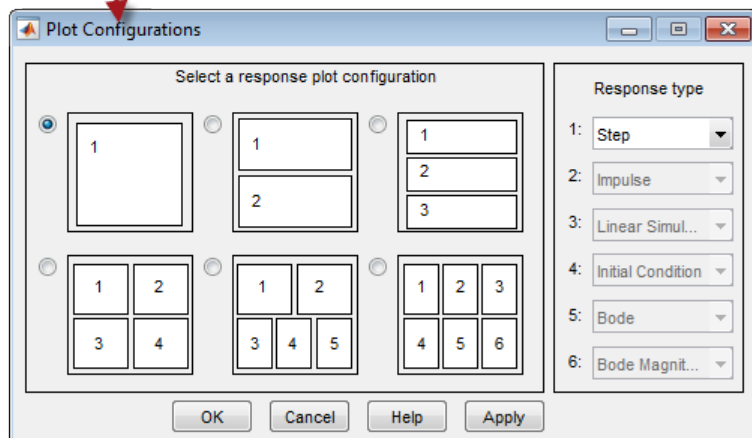 Plot Configurations
Select a response plot configuration
1
1
2
1
2
3
1 2
3 4
1 2
3 4 5
1 2 3
4 5 6
Response type
1: Step
2: Impulse
3: Linear Simul...
4: Initial Condition
5: Bode
6: Bode Magnit...
OK Cancel Help Apply